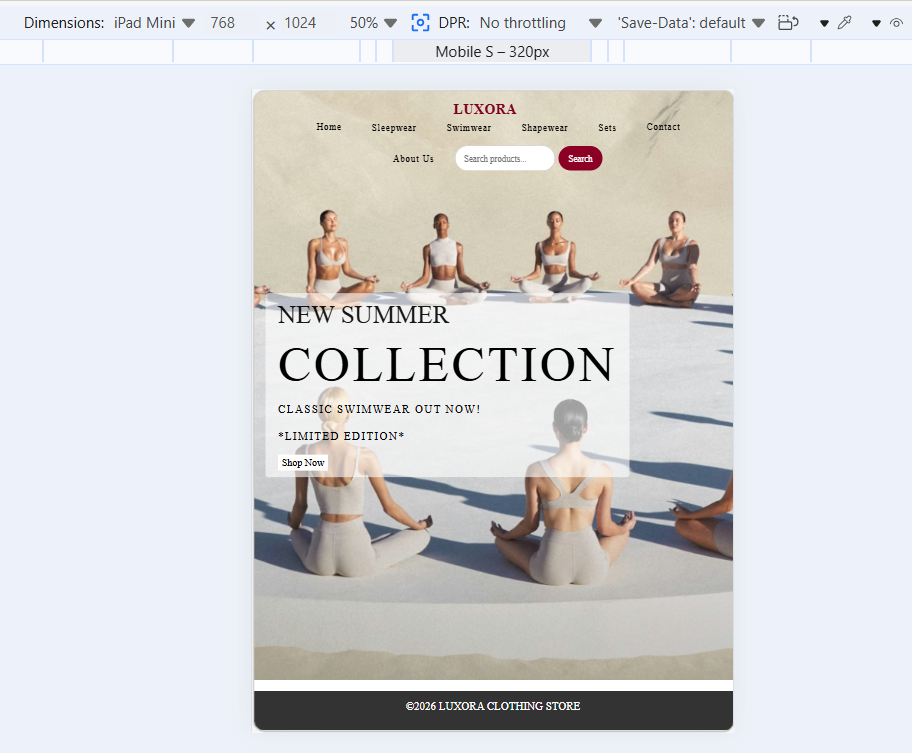 Dimensions: iPad Mini 768 × 1024 50% DPR: No throttling 'Save-Data': default
Mobile S – 320px
LUXORA
Home Sleepwear Swimwear Shapewear Sets Contact
About Us Search products... Search
NEW SUMMER
COLLECTION
CLASSIC SWIMWEAR OUT NOW!
*LIMITED EDITION*
Shop Now
©2026 LUXORA CLOTHING STORE